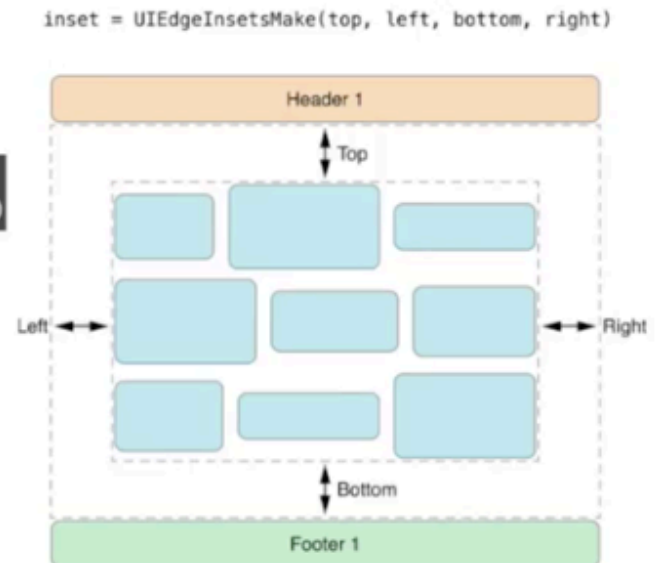 inset = UIEdgeInsetsMake(top, left, bottom, right)
Header 1
Top
Left
Right
Bottom
Footer 1